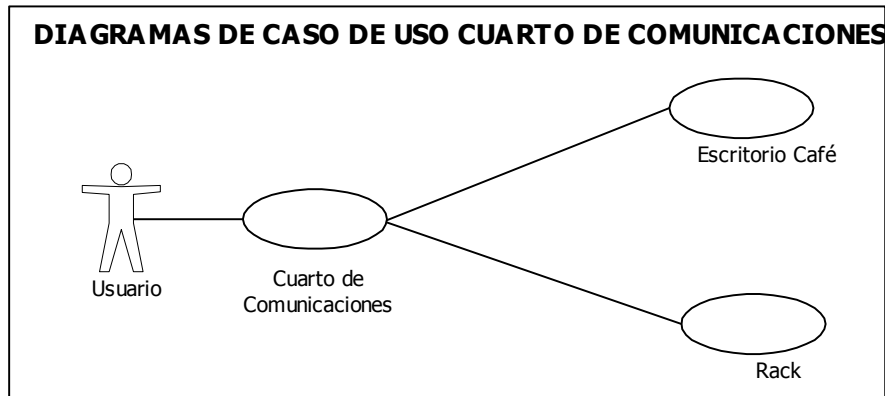 DIAGRAMAS DE CASO DE USO CUARTO DE COMUNICACIONES
Escritorio Café
Usuario
Cuarto de
Comunicaciones
Rack